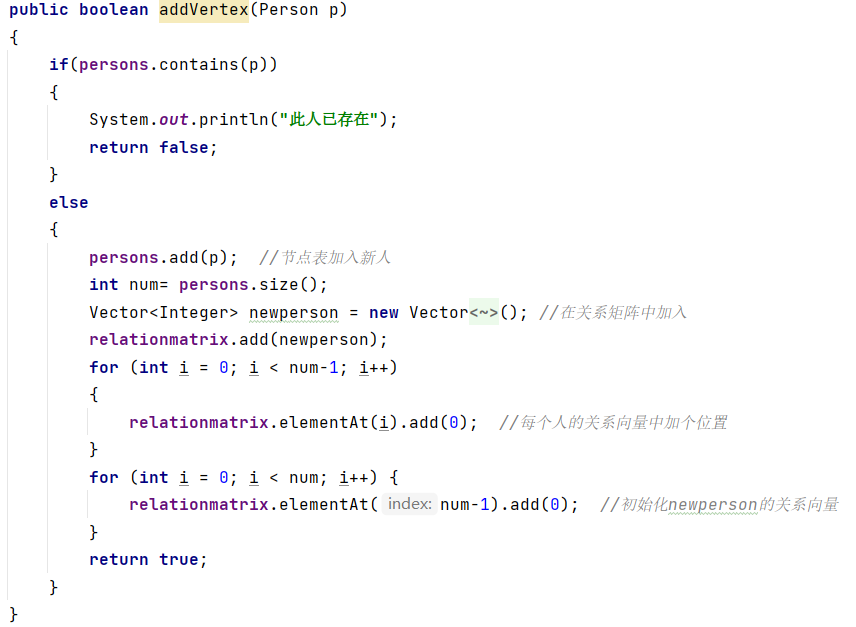 public boolean addVertex(Person p)
{
if(persons.contains(p))
{
System.out.println("此人已存在");
return false;
}
else
{
persons.add(p);  //节点表加入新人
int num= persons.size();
Vector<Integer> newperson = new Vector<~>(); //在关系矩阵中加入
relationmatrix.add(newperson);
for (int i = 0; i < num-1; i++)
{
relationmatrix.elementAt(i).add(0);  //每个人的关系向量中加个位置
}
for (int i = 0; i < num; i++) {
relationmatrix.elementAt( index: num-1).add(0);  //初始化newperson的关系向量
}
return true;
}
}